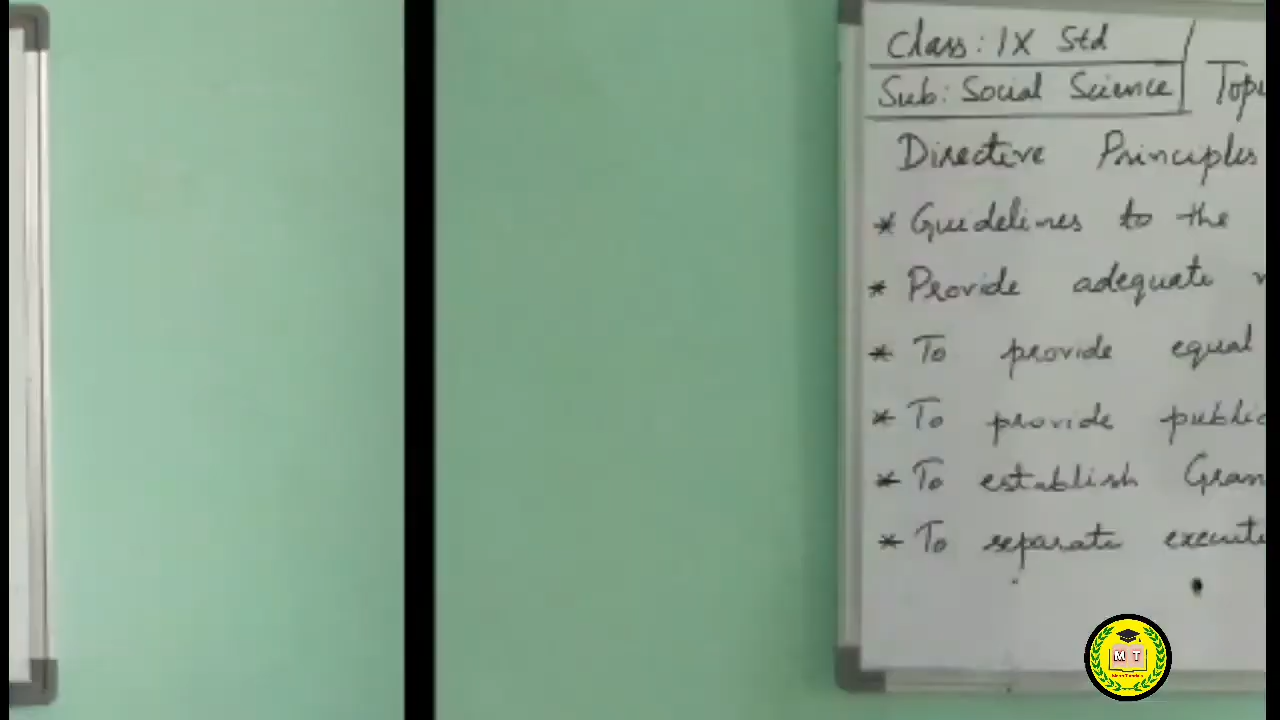 Class: IX Std
Sub: Social Science
Directive Principles
* Guidelines to the
* Provide adequate
* To provide equal
* To provide public
* To establish
* To separate
M T